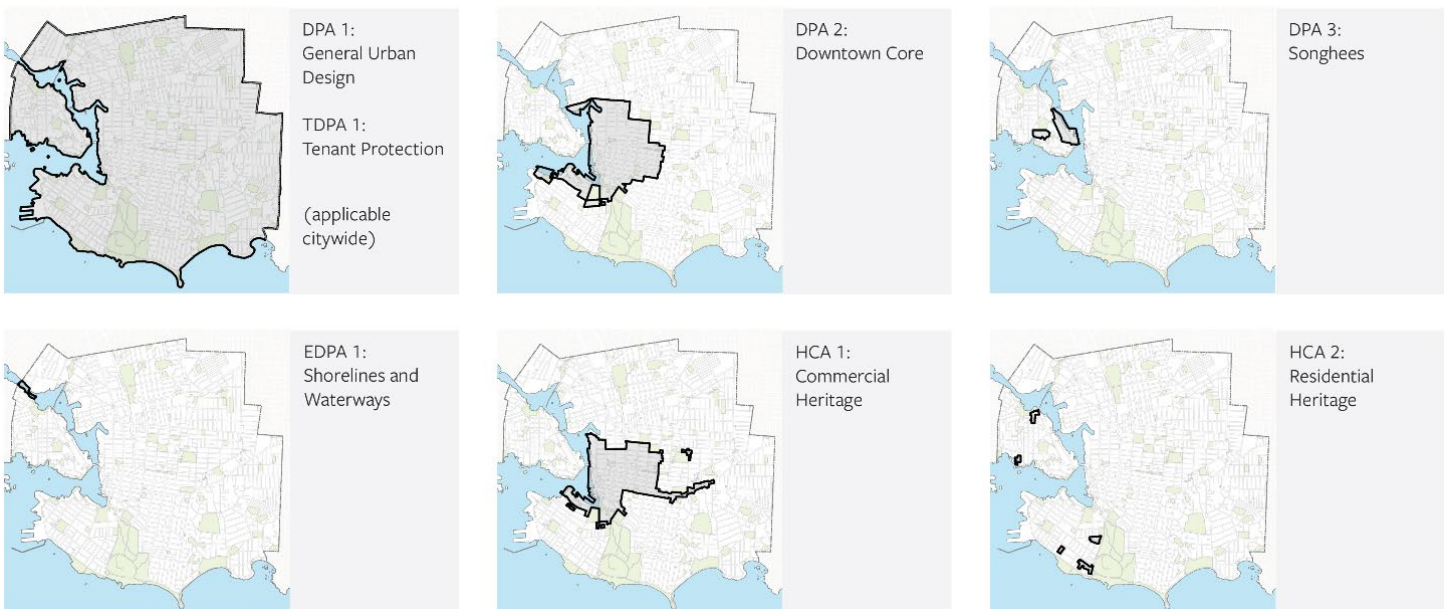 DPA 1:
General Urban
Design
TDPA 1:
Tenant Protection
(applicable
citywide)
DPA 2:
Downtown Core
DPA 3:
Songhees
EDPA 1:
Shorelines and
Waterways
HCA 1:
Commercial
Heritage
HCA 2:
Residential
Heritage